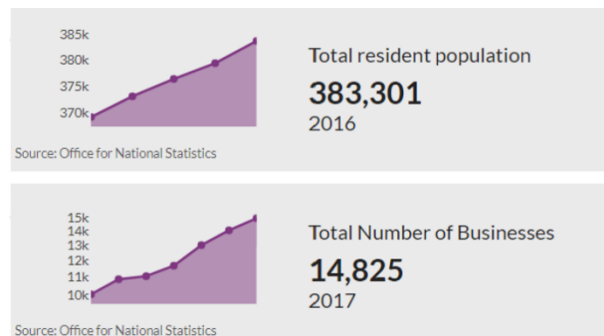 385k
380k
375k
370k
Total resident population
383,301
2016
Source: Office for National Statistics
15k
14k
13k
12k
11k
10k
Total Number of Businesses
14,825
2017
Source: Office for National Statistics